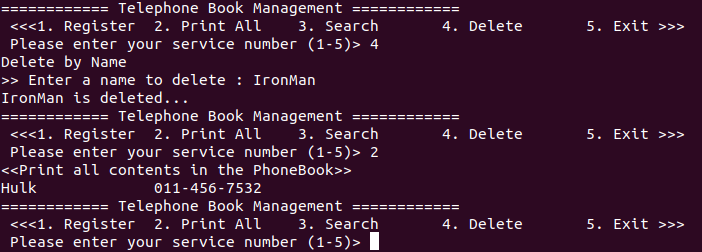 ============ Telephone Book Management ============
<<<1. Register  2. Print All    3. Search       4. Delete       5. Exit >>>
Please enter your service number (1-5)> 4
Delete by Name
>> Enter a name to delete : IronMan
IronMan is deleted...
============ Telephone Book Management ============
<<<1. Register  2. Print All    3. Search       4. Delete       5. Exit >>>
Please enter your service number (1-5)> 2
<<Print all contents in the PhoneBook>>
Hulk             011-456-7532
============ Telephone Book Management ============
<<<1. Register  2. Print All    3. Search       4. Delete       5. Exit >>>
Please enter your service number (1-5)>